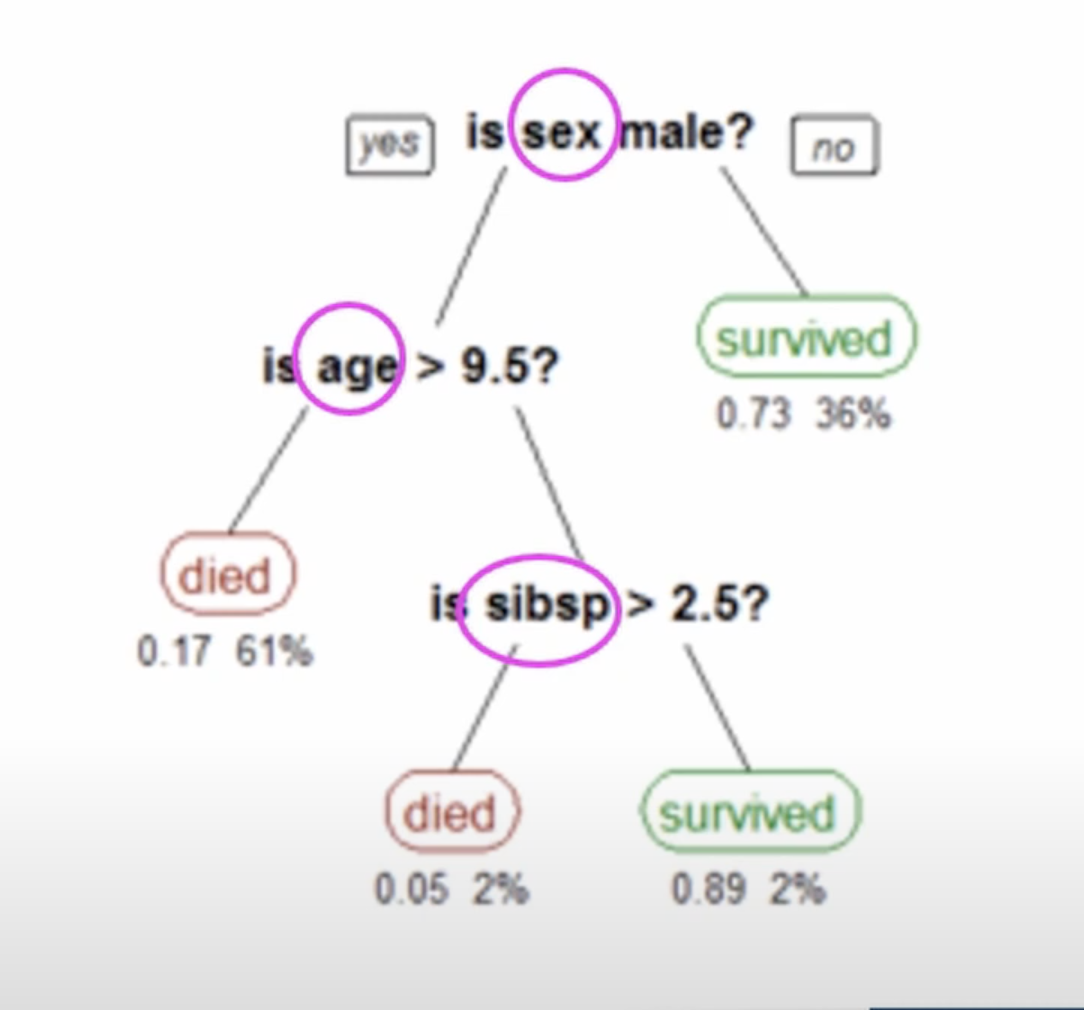 yes is sex male? no
is age > 9.5?
survived
0.73 36%
died
0.17 61%
is sibsp > 2.5?
died survived
0.05 2% 0.89 2%